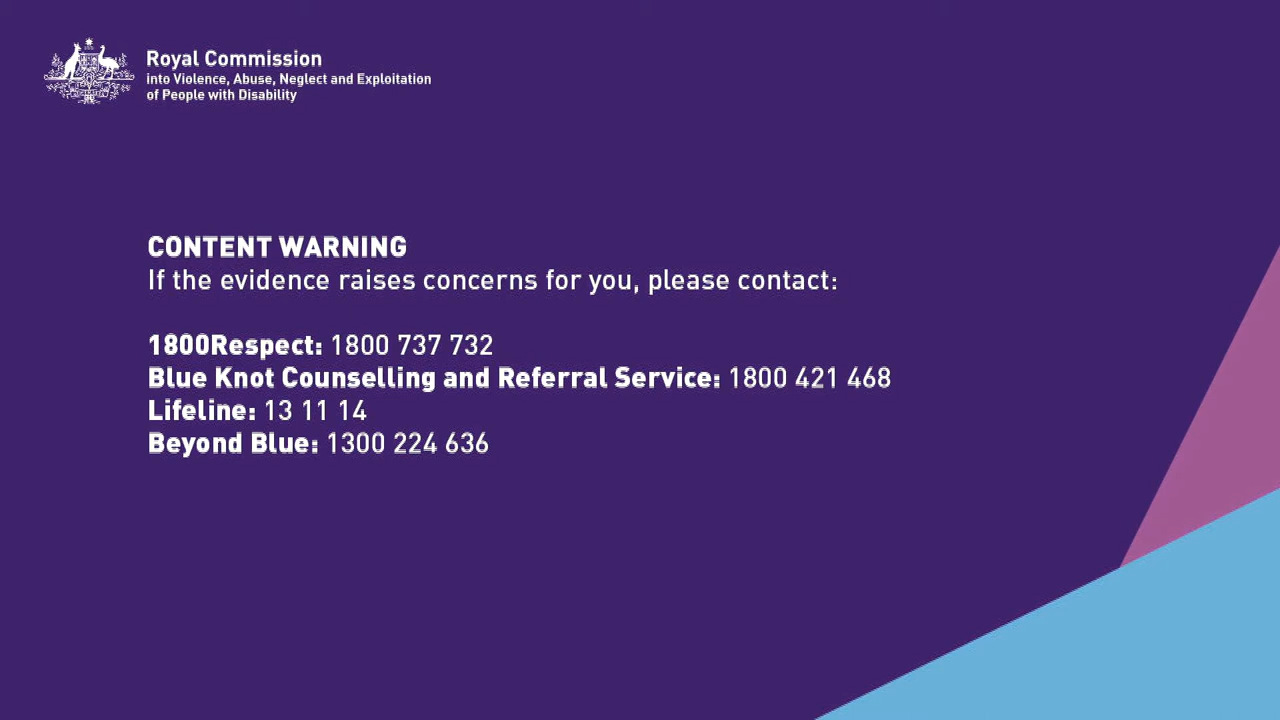 Royal Commission
into Violence, Abuse, Neglect and Exploitation
of People with Disability
CONTENT WARNING
If the evidence raises concerns for you, please contact:
1800Respect: 1800 737 732
Blue Knot Counselling and Referral Service: 1800 421 468
Lifeline: 13 11 14
Beyond Blue: 1300 224 636